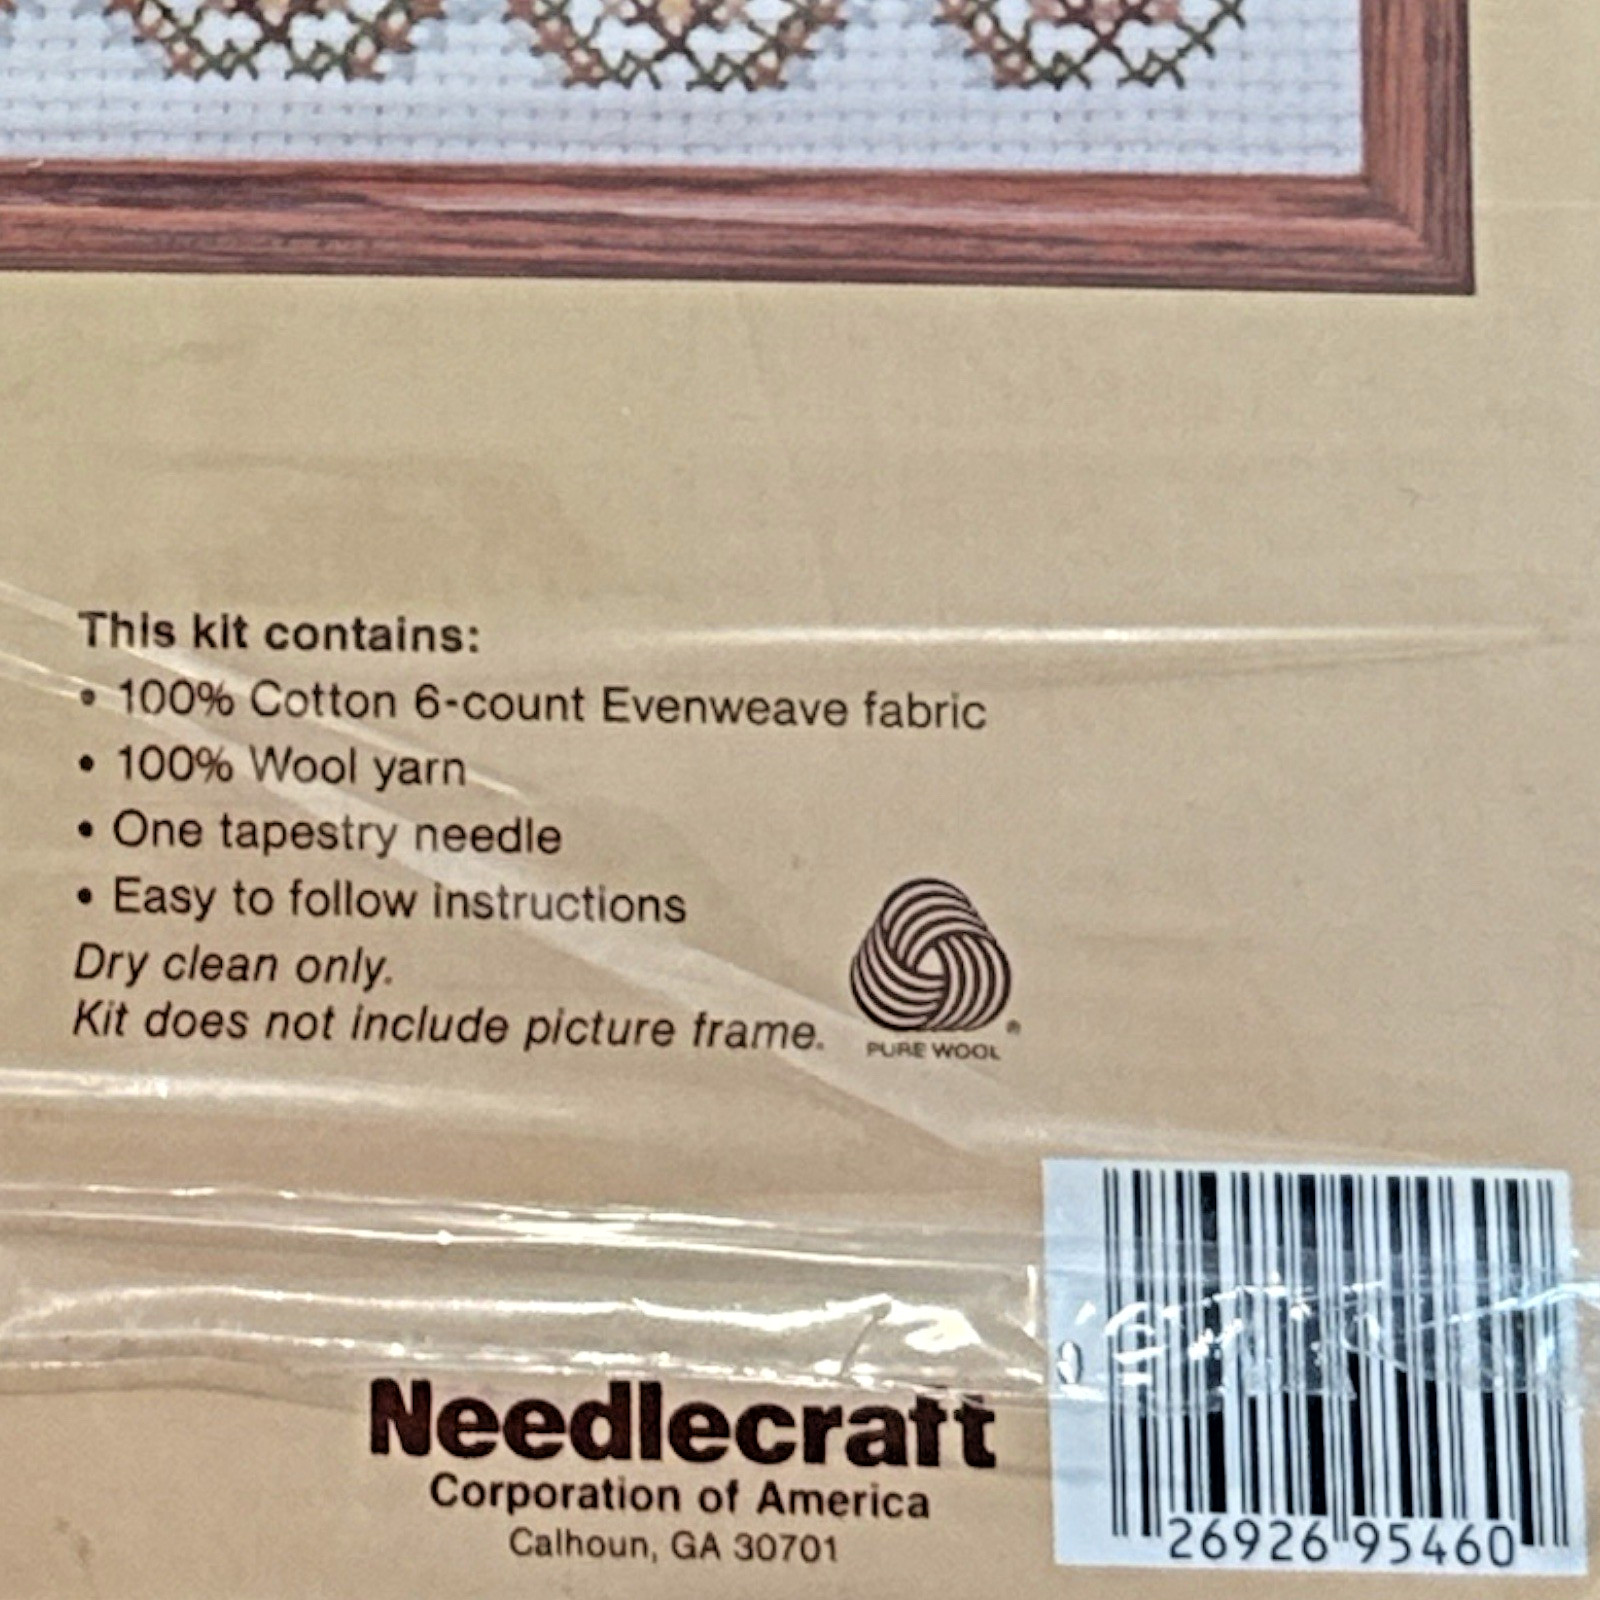 This kit contains:
• 100% Cotton 6-count Evenweave fabric
• 100% Wool yarn
• One tapestry needle
• Easy to follow instructions
Dry clean only.
Kit does not include picture frame.
®
PURE WOOL
Needlecraft
Corporation of America
Calhoun, GA 30701
0
26926 95460